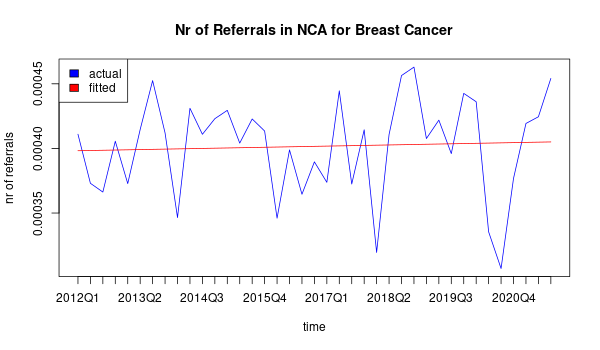 Nr of Referrals in NCA for Breast Cancer
actual
fitted
nr of referrals
0.00045
0.00040
0.00035
2012Q1 2013Q2 2014Q3 2015Q4 2017Q1 2018Q2 2019Q3 2020Q4
time